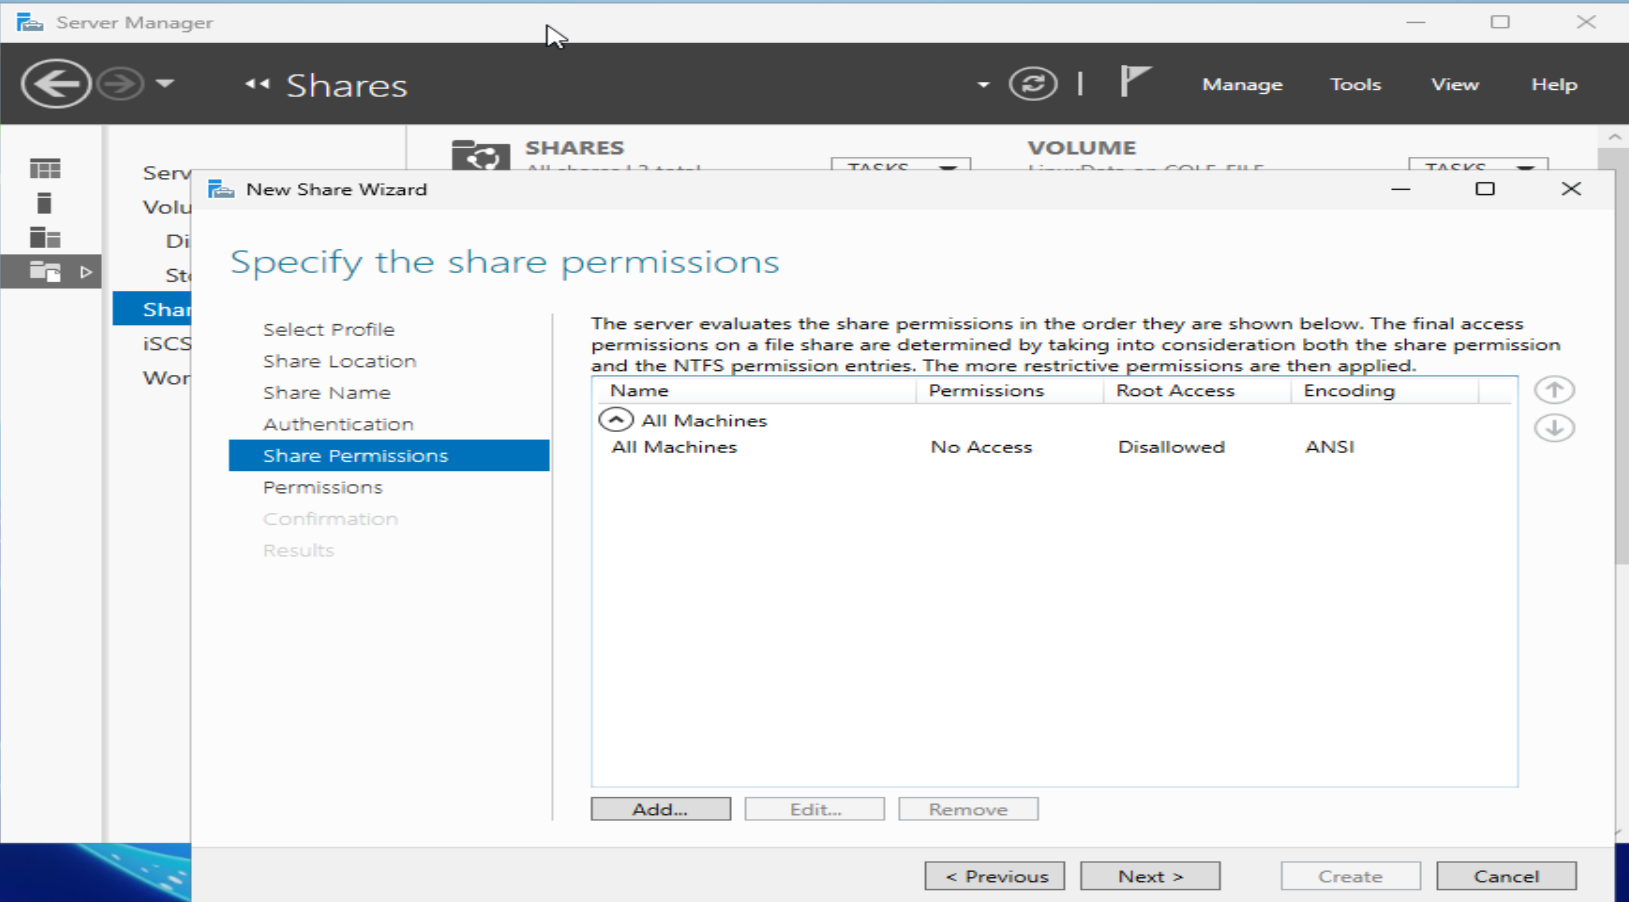 Server Manager
Shares
Manage
Tools
View
Help
SHARES
VOLUME
TASKS
TASKS
Serv
Volu
Di
Sto
Shar
iSCS
Wor
New Share Wizard
Specify the share permissions
Select Profile
Share Location
Share Name
Authentication
Share Permissions
Permissions
Confirmation
Results
The server evaluates the share permissions in the order they are shown below. The final access
permissions on a file share are determined by taking into consideration both the share permission
and the NTFS permission entries. The more restrictive permissions are then applied.
Name Permissions Root Access Encoding
All Machines
All Machines No Access Disallowed ANSI
Add... Edit... Remove
< Previous Next > Create Cancel